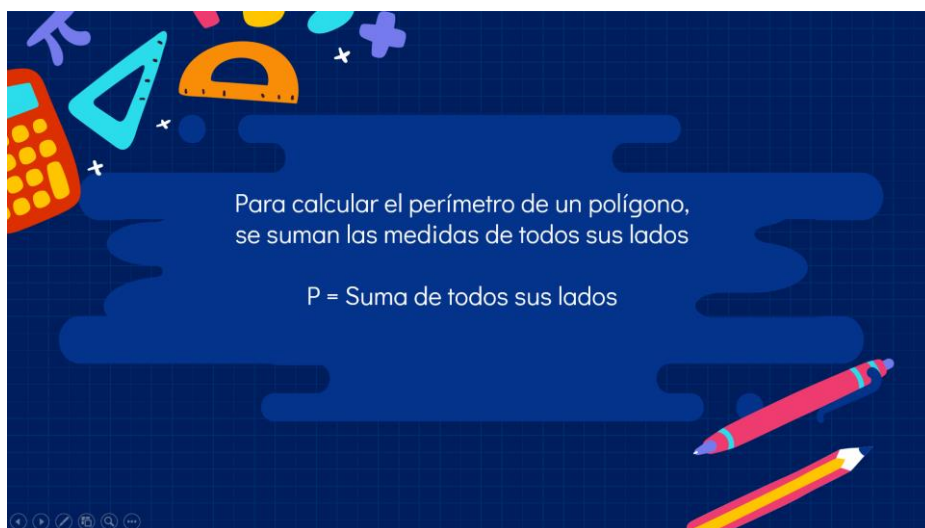 Para calcular el perímetro de un polígono,
se suman las medidas de todos sus lados
P = Suma de todos sus lados